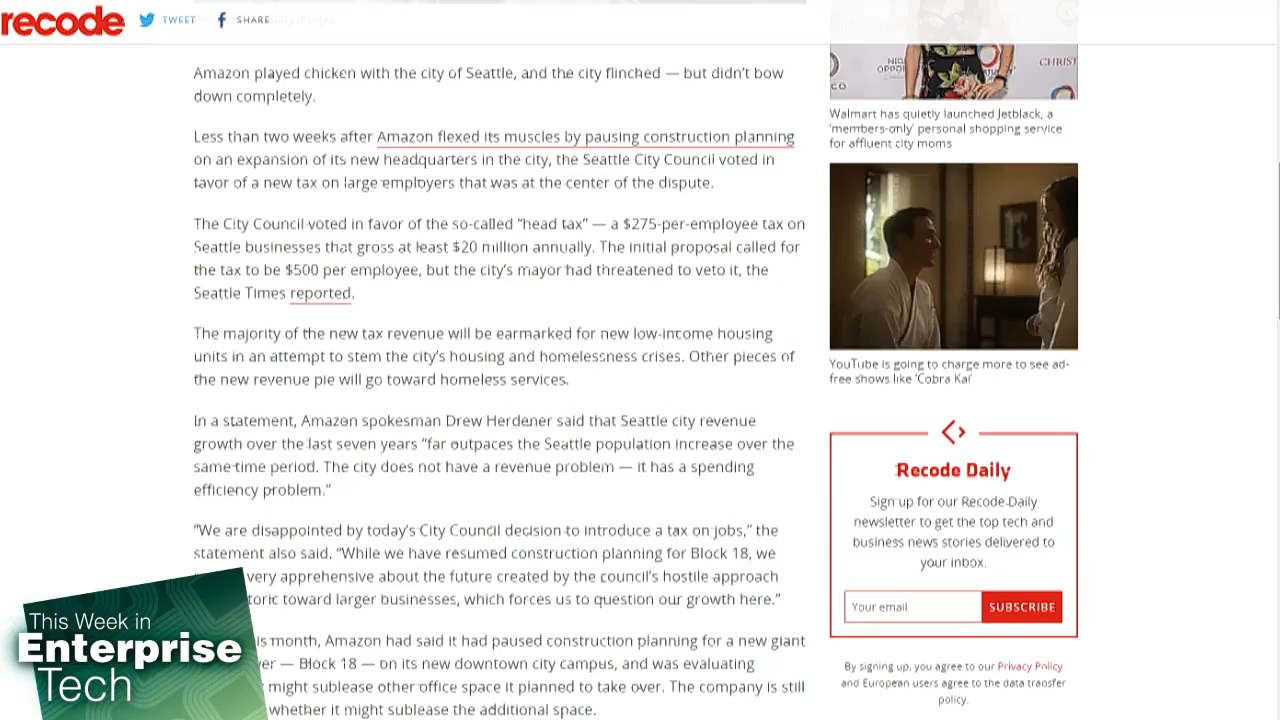 recode
TWEET
SHARE
Amazon played chicken with the city of Seattle, and the city flinched — but didn't bow
down completely.
Less than two weeks after Amazon flexed its muscles by pausing construction planning
on an expansion of its new headquarters in the city, the Seattle City Council voted in
favor of a new tax on large employers that was at the center of the dispute.
The City Council voted in favor of the so-called “head tax” — a $275-per-employee tax on
Seattle businesses that gross at least $20 million annually. The initial proposal called for
the tax to be $500 per employee, but the city's mayor had threatened to veto it, the
Seattle Times reported.
The majority of the new tax revenue will be earmarked for new low-income housing
units in an attempt to stem the city's housing and homelessness crises. Other pieces of
the new revenue pie will go toward homeless services.
In a statement, Amazon spokesman Drew Herdener said that Seattle city revenue
growth over the last seven years “far outpaces the Seattle population increase over the
same time period. The city does not have a revenue problem — it has a spending
efficiency problem.”
“We are disappointed by today's City Council decision to introduce a tax on jobs,” the
statement also said. “While we have resumed construction planning for Block 18, we
very apprehensive about the future created by the council's hostile approach
toric toward larger businesses, which forces us to question our growth here.”
is month, Amazon had said it had paused construction planning for a new giant
er — Block 18 — on its new downtown city campus, and was evaluating
might sublease other office space it planned to take over. The company is still
whether it might sublease the additional space.
This Week in
Enterprise
Tech
CHRIST
Walmart has quietly launched Jetblack, a
'members-only' personal shopping service
for affluent city moms
YouTube is going to charge more to see ad-
free shows like 'Cobra Kai'
Recode Daily
Sign up for our Recode Daily
newsletter to get the top tech and
business news stories delivered to
your inbox.
Your email
SUBSCRIBE
By signing up, you agree to our Privacy Policy
and European users agree to the data transfer
policy.